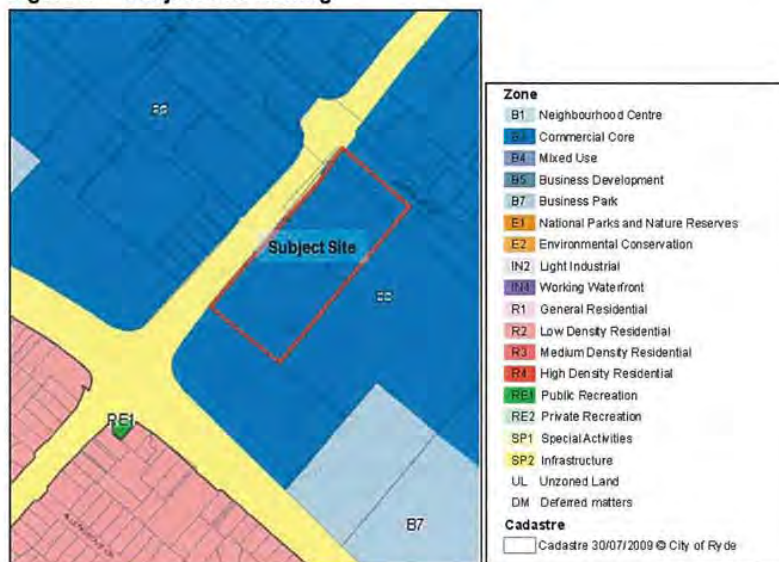 B3
Subject Site
B3
RE1
B7
Zone
B1 Neighbourhood Centre
B3 Commercial Core
B4 Mixed Use
B5 Business Development
B7 Business Park
E1 National Parks and Nature Reserves
E2 Environmental Conservation
IN2 Light Industrial
IN4 Working Waterfront
R1 General Residential
R2 Low Density Residential
R3 Medium Density Residential
R4 High Density Residential
RE1 Public Recreation
RE2 Private Recreation
SP1 Special Activities
SP2 Infrastructure
UL Unzoned Land
DM Deferred matters
Cadastre
Cadastre 30/07/2009 © City of Ryde